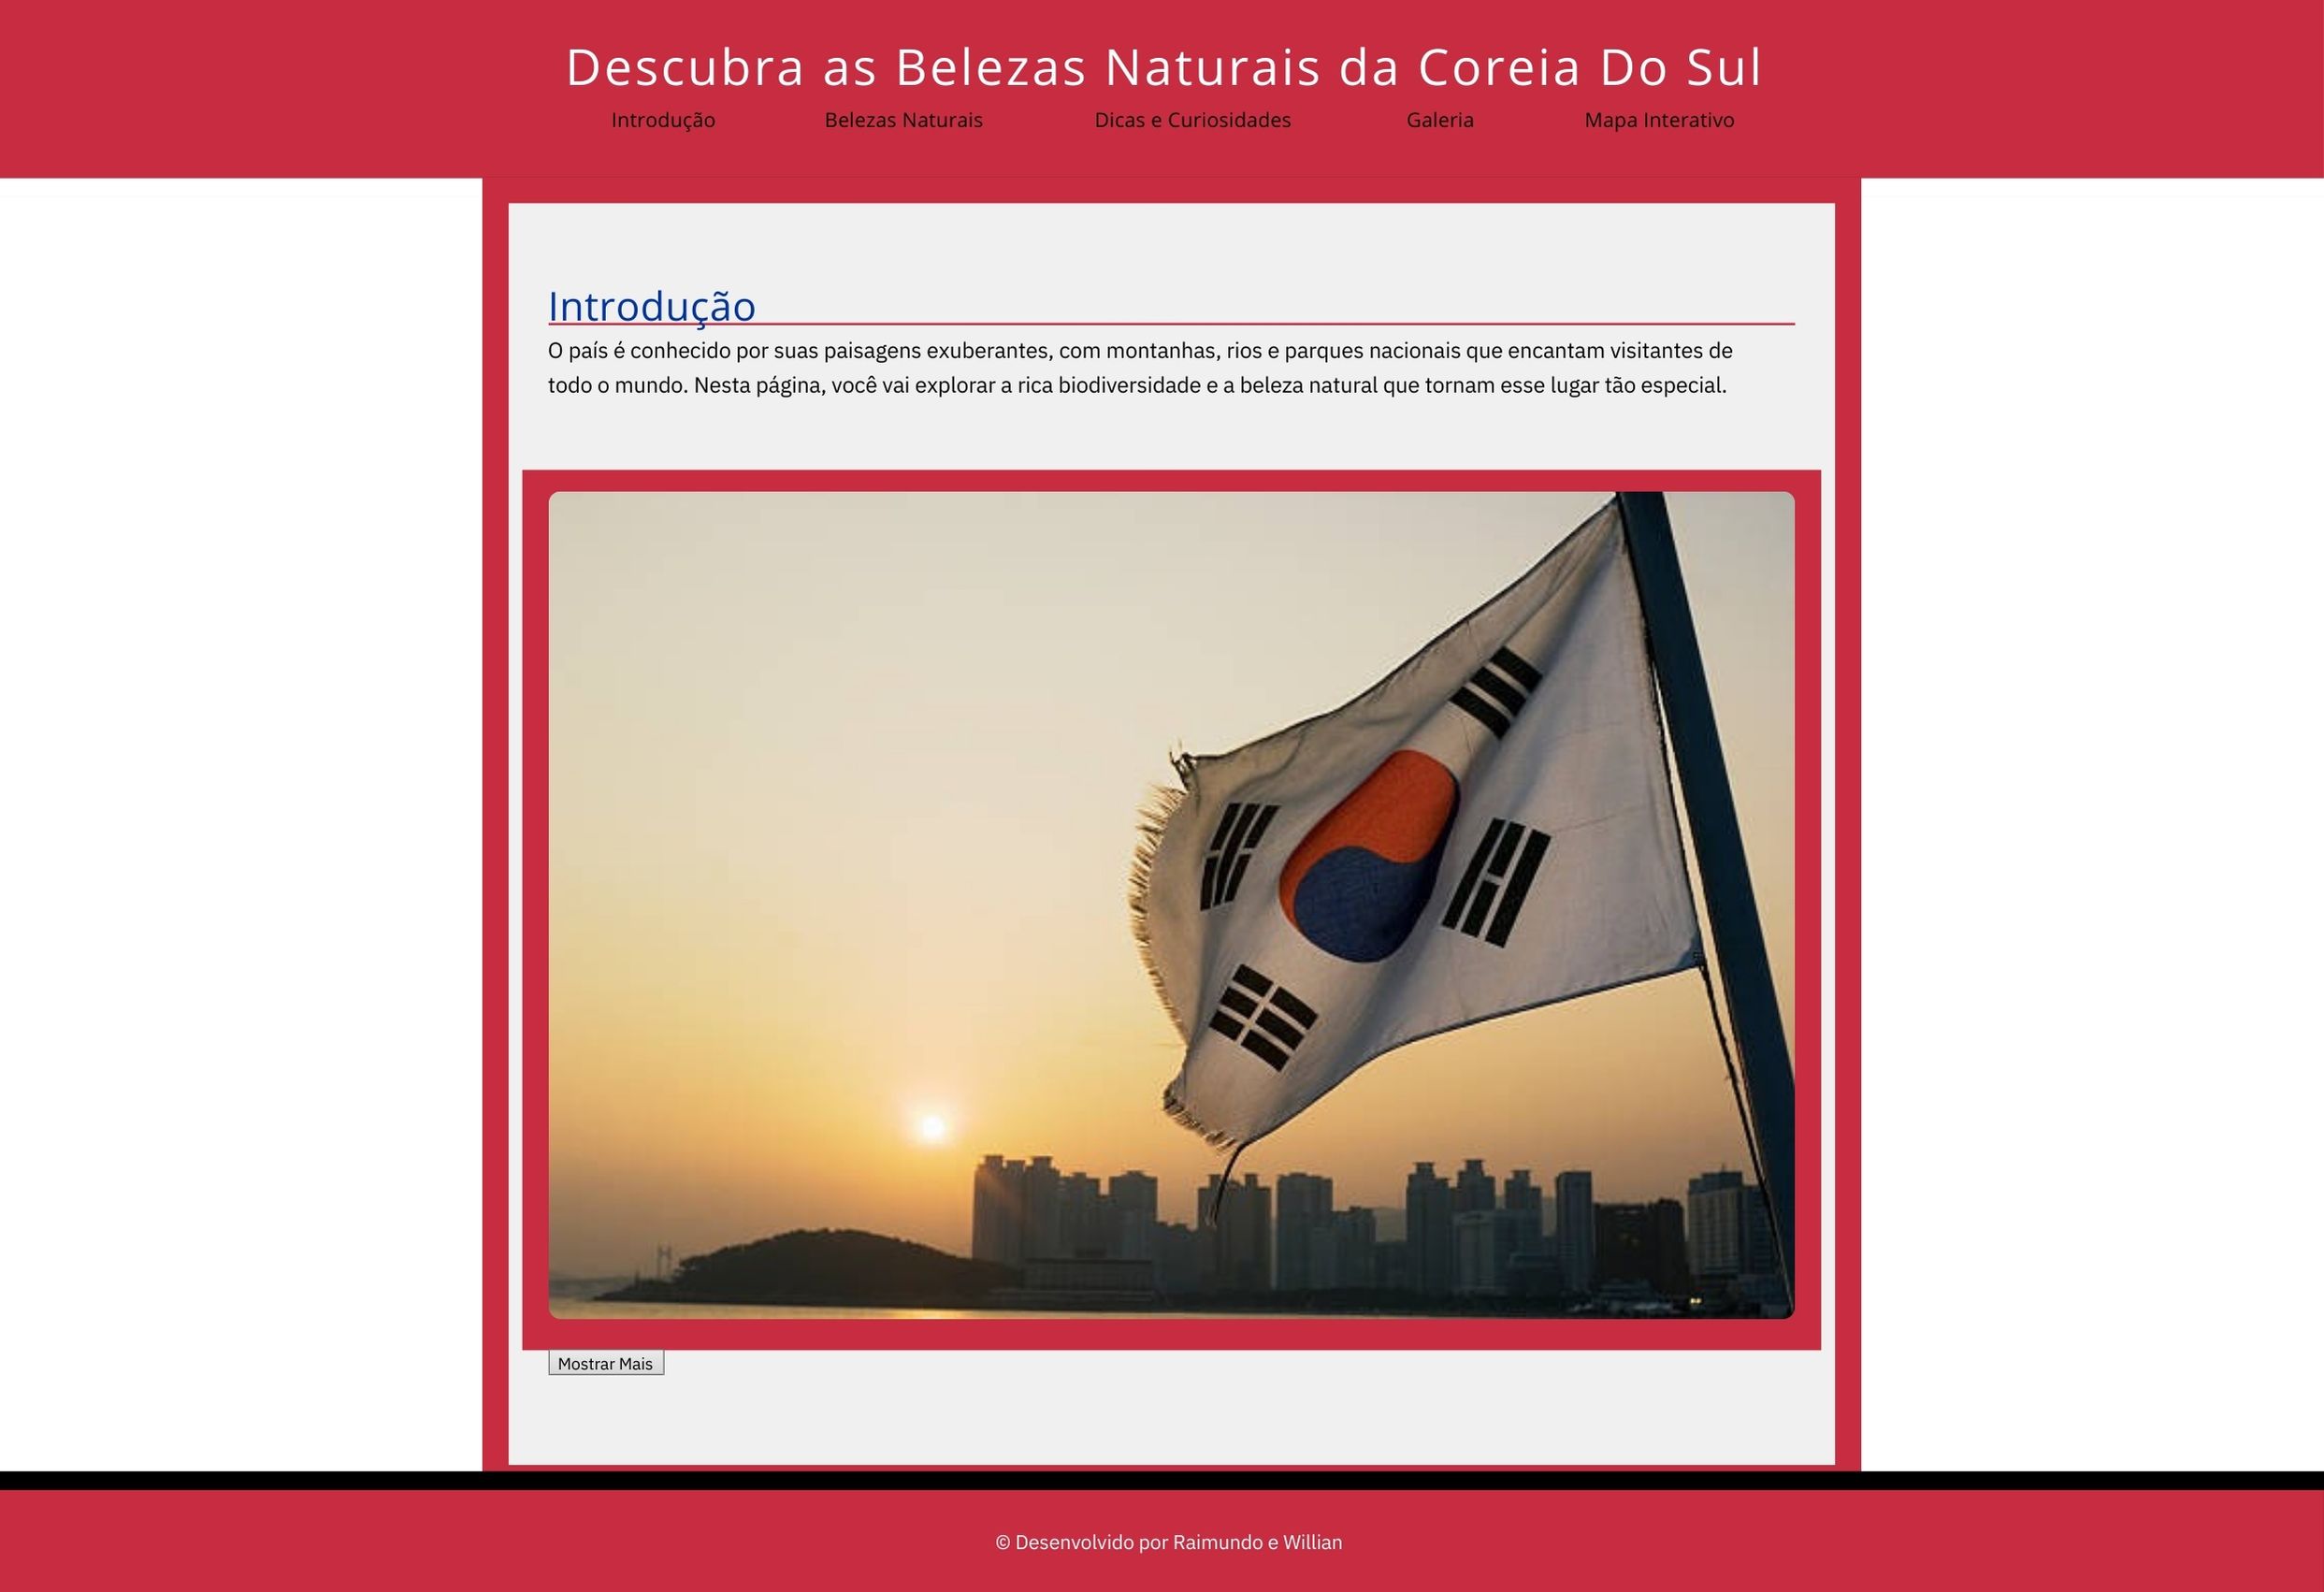 Descubra as Belezas Naturais da Coreia Do Sul
Introdução Belezas Naturais Dicas e Curiosidades Galeria Mapa Interativo
Introdução
O país é conhecido por suas paisagens exuberantes, com montanhas, rios e parques nacionais que encantam visitantes de
todo o mundo. Nesta página, você vai explorar a rica biodiversidade e a beleza natural que tornam esse lugar tão especial.
Mostrar Mais
© Desenvolvido por Raimundo e Willian